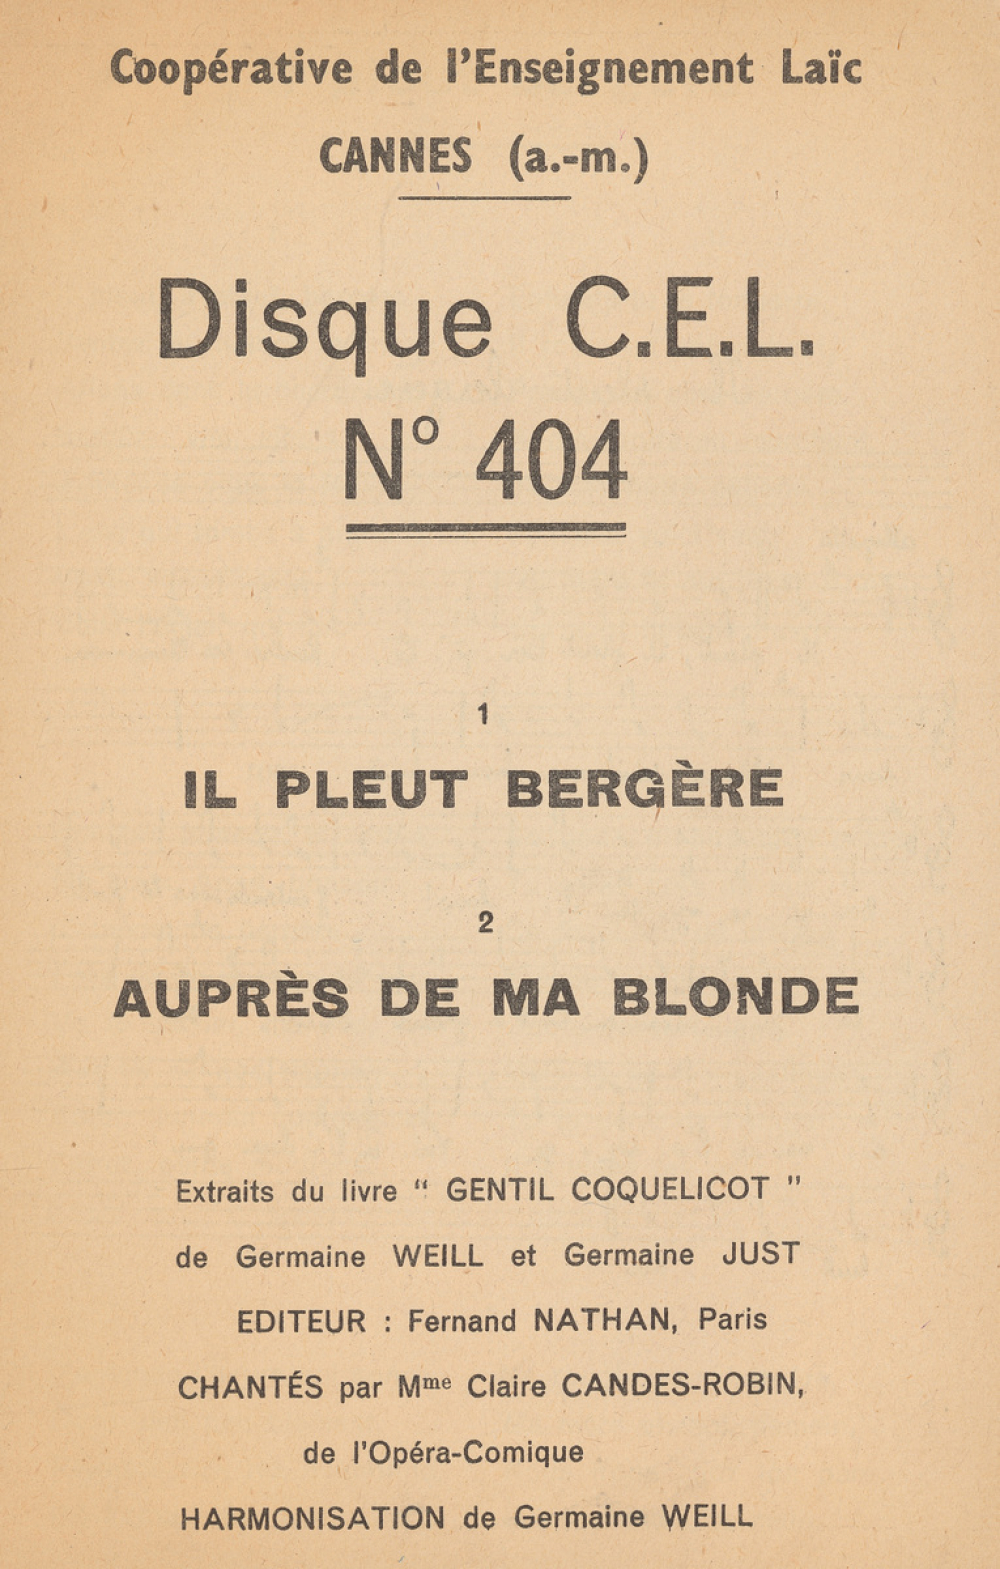 Coopérative de l'Enseignement Laïc
CANNES (a.-m.)
Disque C.E.L.
N° 404
1
IL PLEUT BERGÈRE
2
AUPRÈS DE MA BLONDE
Extraits du livre “ GENTIL COQUELICOT ”
de Germaine WEILL et Germaine JUST
EDITEUR : Fernand NATHAN, Paris
CHANTÉS par Mme Claire CANDES-ROBIN,
de l'Opéra-Comique
HARMONISATION de Germaine WEILL